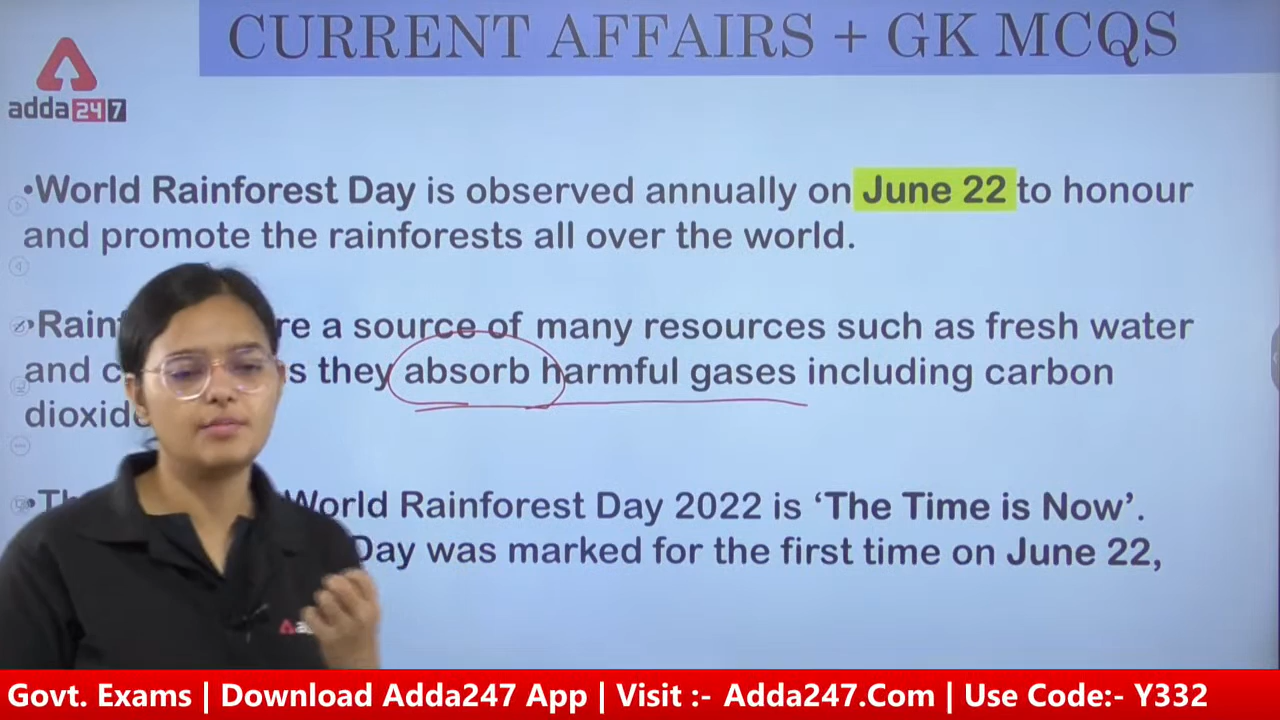 CURRENT AFFAIRS + GK MCQS
adda247
•World Rainforest Day is observed annually on June 22 to honour
and promote the rainforests all over the world.
re a source of many resources such as fresh water
and they absorb harmful gases including carbon
World Rainforest Day 2022 is ‘The Time is Now’.
Day was marked for the first time on June 22,
Govt. Exams | Download Adda247 App | Visit :- Adda247.Com | Use Code:- Y332